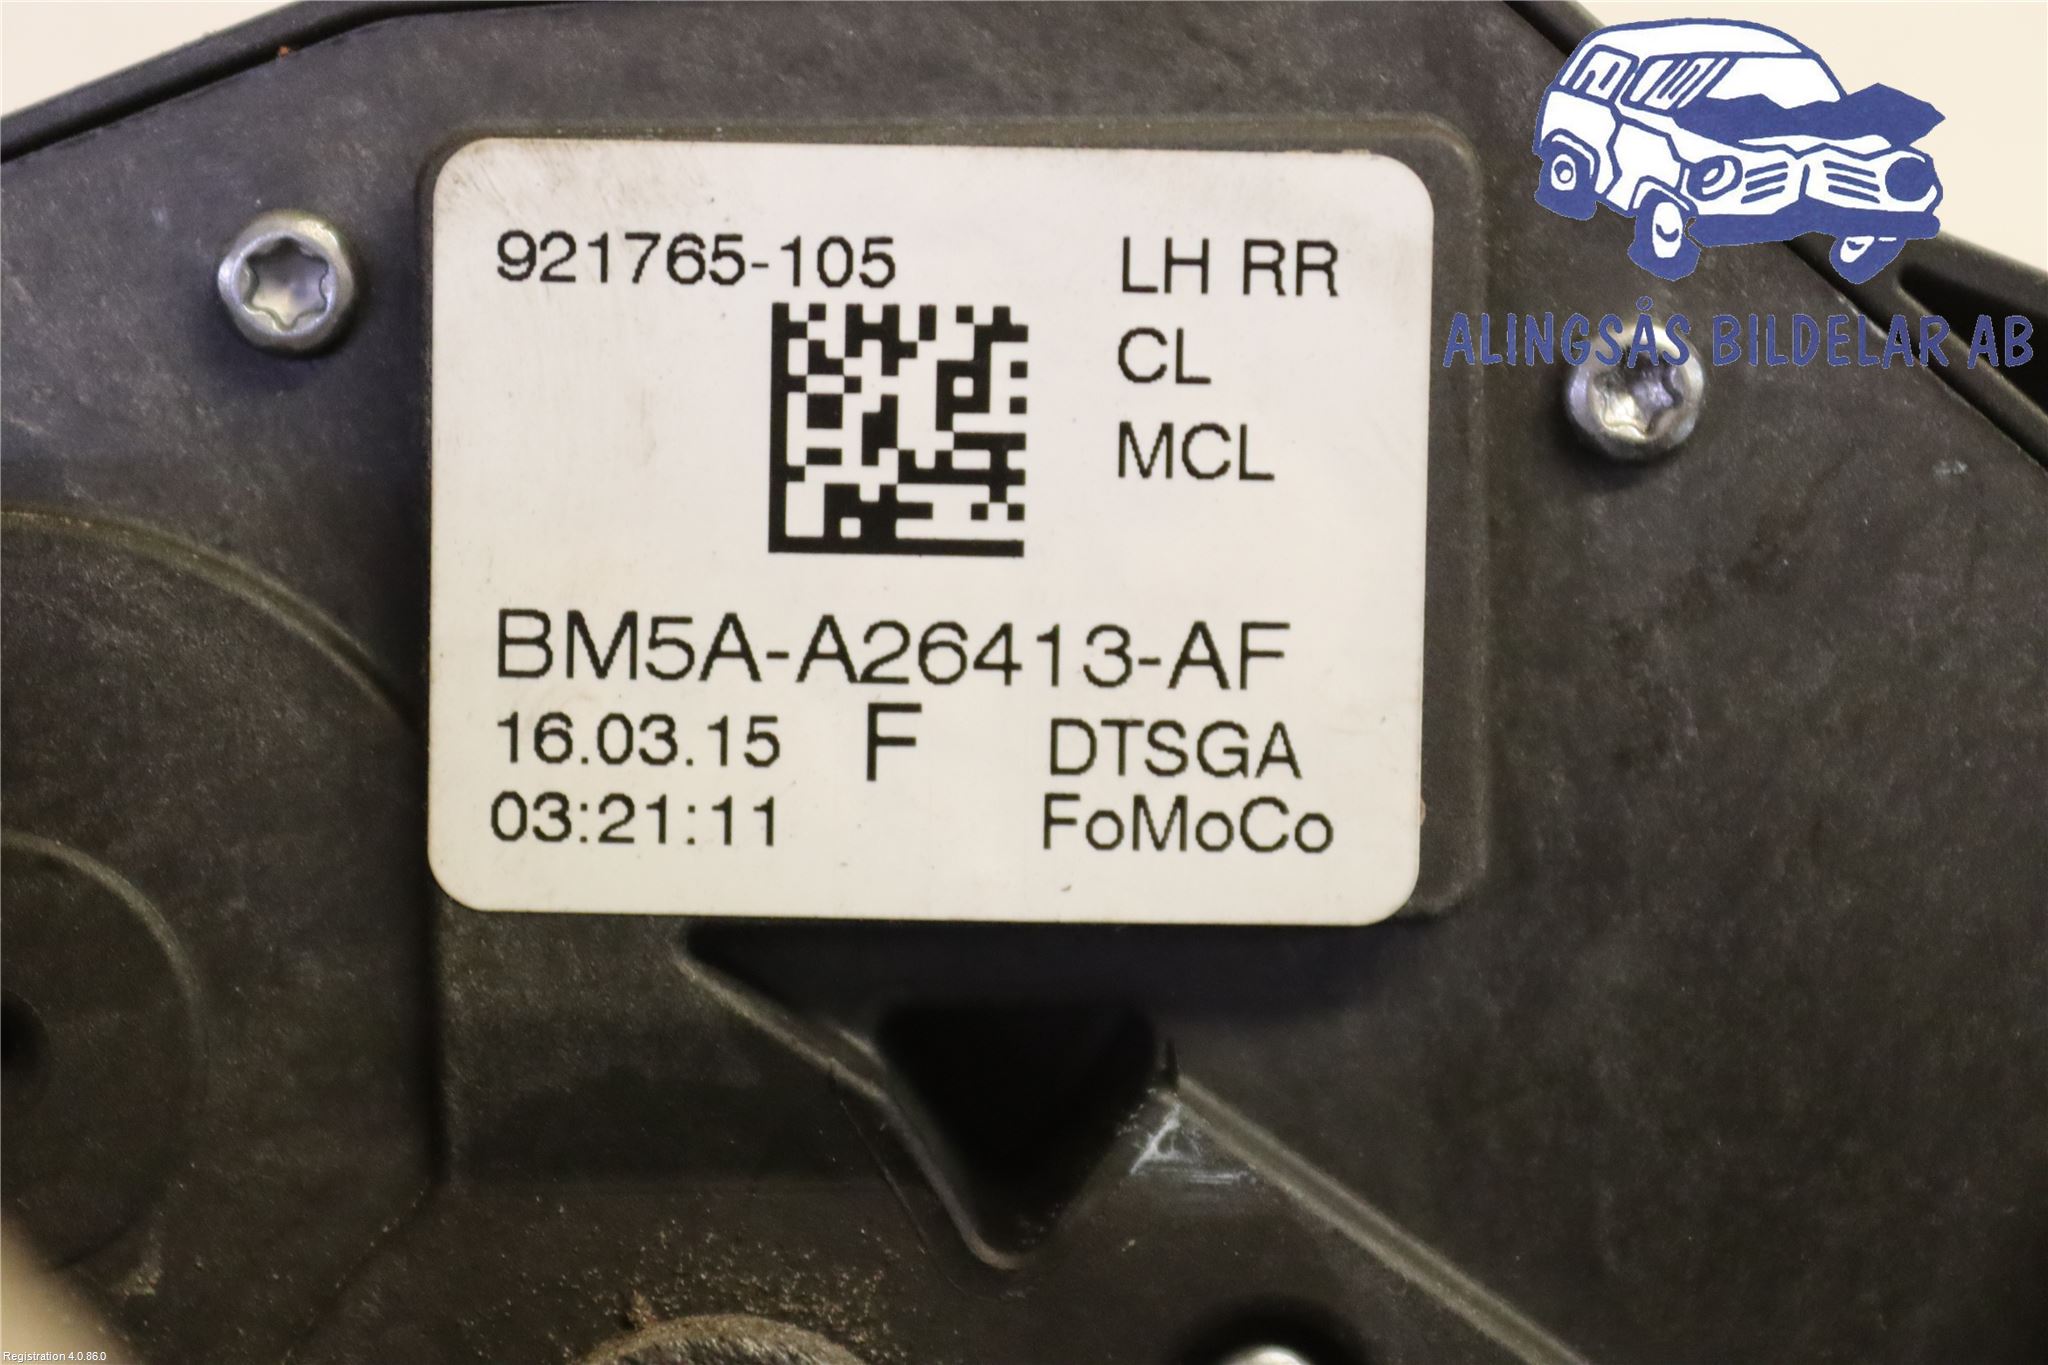 921765-105
LH RR
CL
MCL
BM5A-A26413-AF
16.03.15 F DTSGA
03:21:11 FoMoCo
ALINGSÅS BILDELAR AB
Registration 4.0.86.0